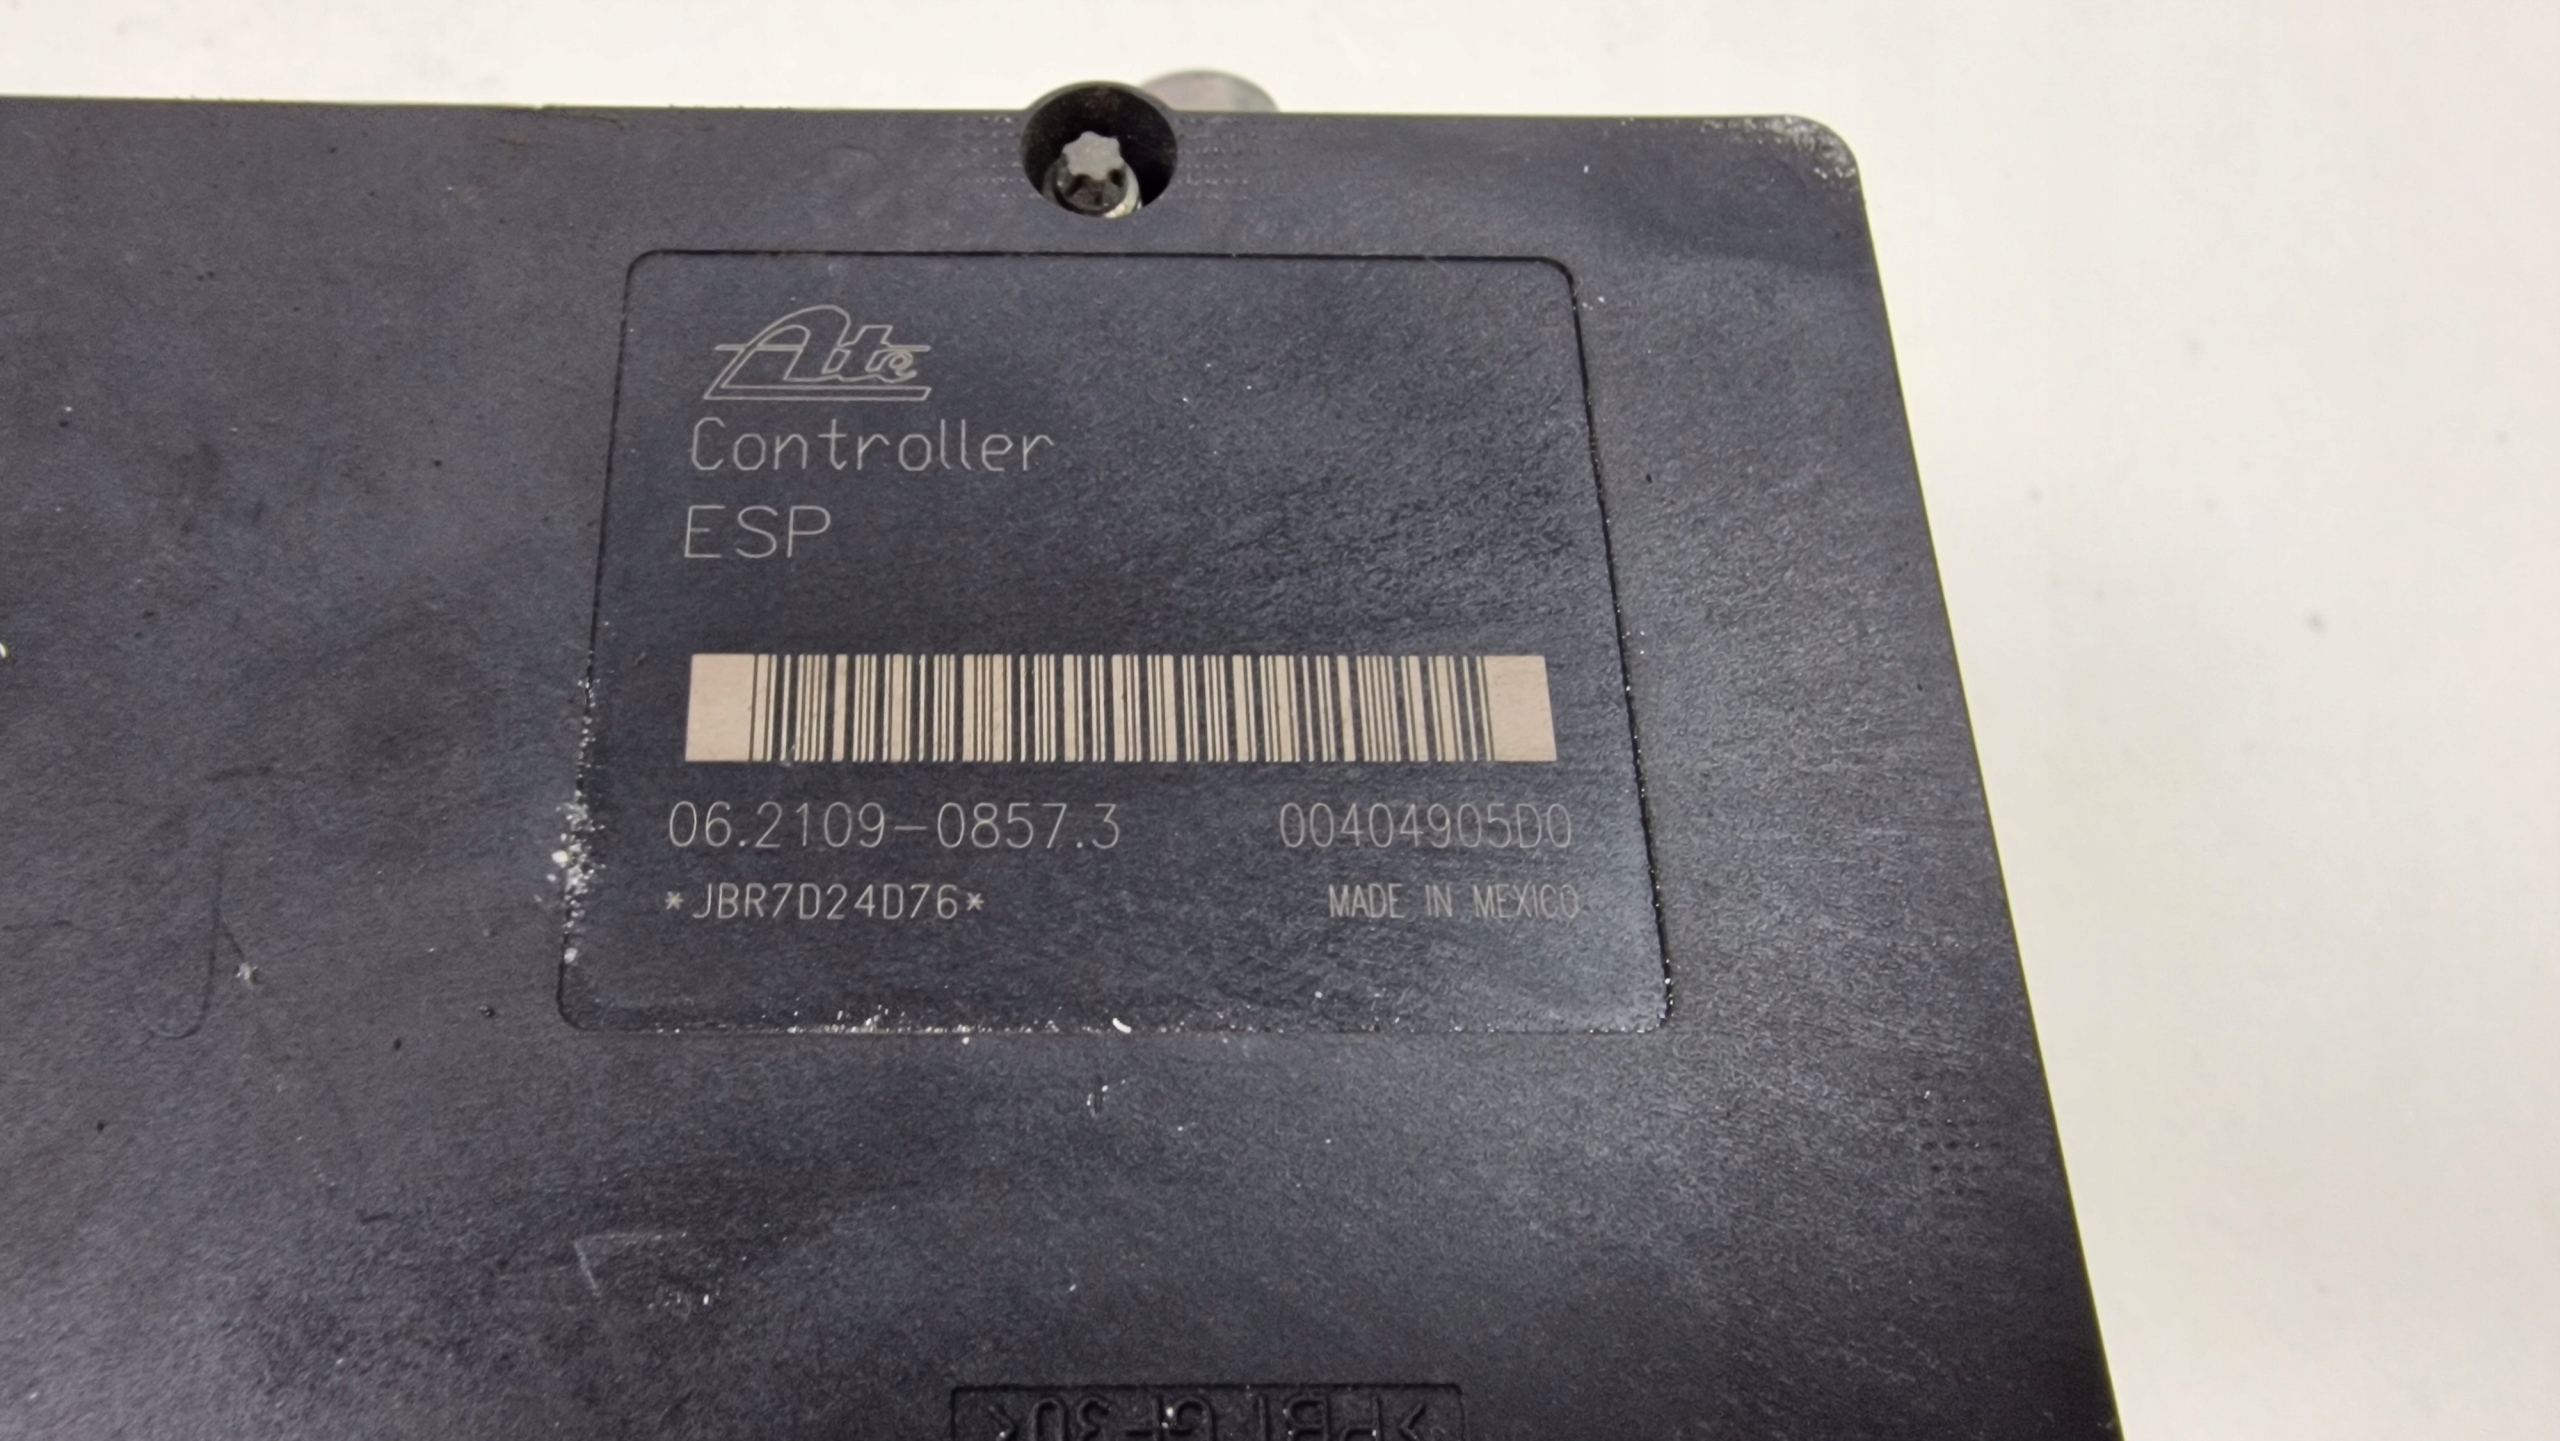 Ate
Controller
ESP
06.2109-0857.3 00404905D0
*JBR7D24D76* MADE IN MEXICO